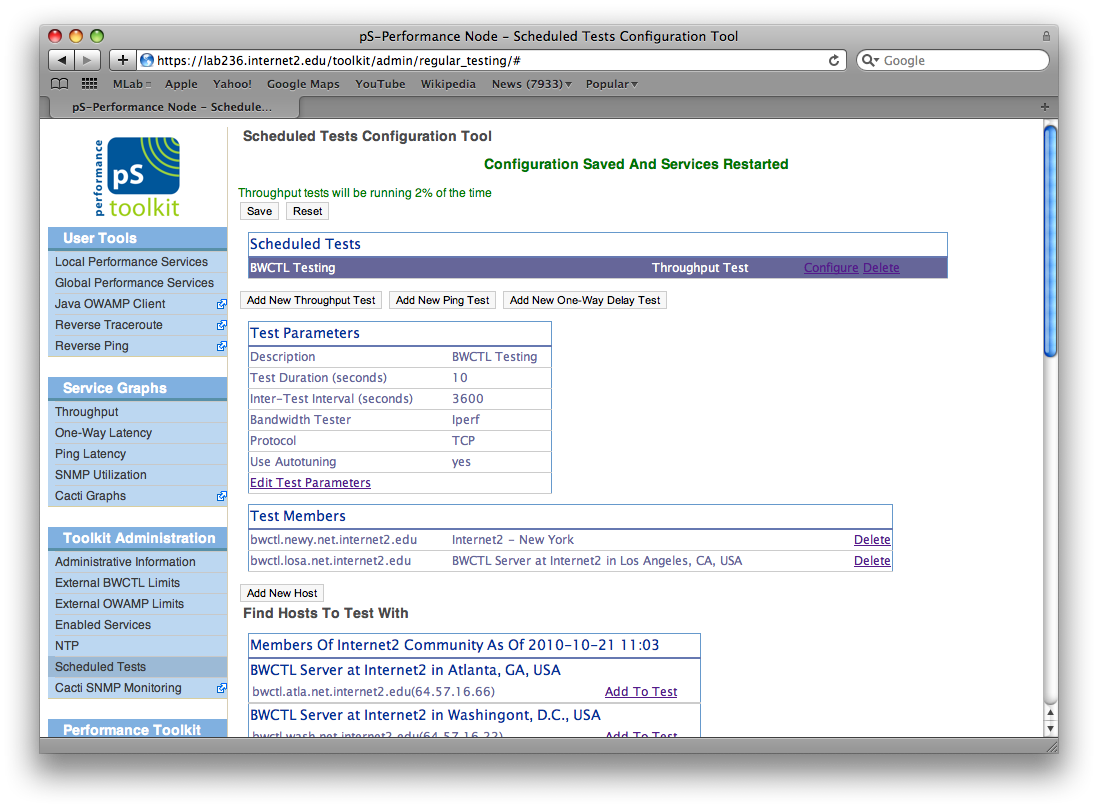 pS-Performance Node - Scheduled Tests Configuration Tool
https://lab236.internet2.edu/toolkit/admin/regular_testing/#
Google
MLab Apple Yahoo! Google Maps YouTube Wikipedia News (7933) Popular
pS-Performance Node - Schedule...
performance
pS
toolkit
User Tools
Local Performance Services
Global Performance Services
Java OWAMP Client
Reverse Traceroute
Reverse Ping
Service Graphs
Throughput
One-Way Latency
Ping Latency
SNMP Utilization
Cacti Graphs
Toolkit Administration
Administrative Information
External BWCTL Limits
External OWAMP Limits
Enabled Services
NTP
Scheduled Tests
Cacti SNMP Monitoring
Performance Toolkit
Scheduled Tests Configuration Tool
Configuration Saved And Services Restarted
Throughput tests will be running 2% of the time
Save Reset
Scheduled Tests
BWCTL Testing Throughput Test Configure Delete
Add New Throughput Test Add New Ping Test Add New One-Way Delay Test
Test Parameters
Description BWCTL Testing
Test Duration (seconds) 10
Inter-Test Interval (seconds) 3600
Bandwidth Tester Iperf
Protocol TCP
Use Autotuning yes
Edit Test Parameters
Test Members
bwctl.newy.net.internet2.edu Internet2 - New York Delete
bwctl.losa.net.internet2.edu BWCTL Server at Internet2 in Los Angeles, CA, USA Delete
Add New Host
Find Hosts To Test With
Members Of Internet2 Community As Of 2010-10-21 11:03
BWCTL Server at Internet2 in Atlanta, GA, USA
bwctl.atla.net.internet2.edu(64.57.16.66) Add To Test
BWCTL Server at Internet2 in Washingont, D.C., USA
bwctl.wash.net.internet2.edu(64.57.16.22) Add To Test